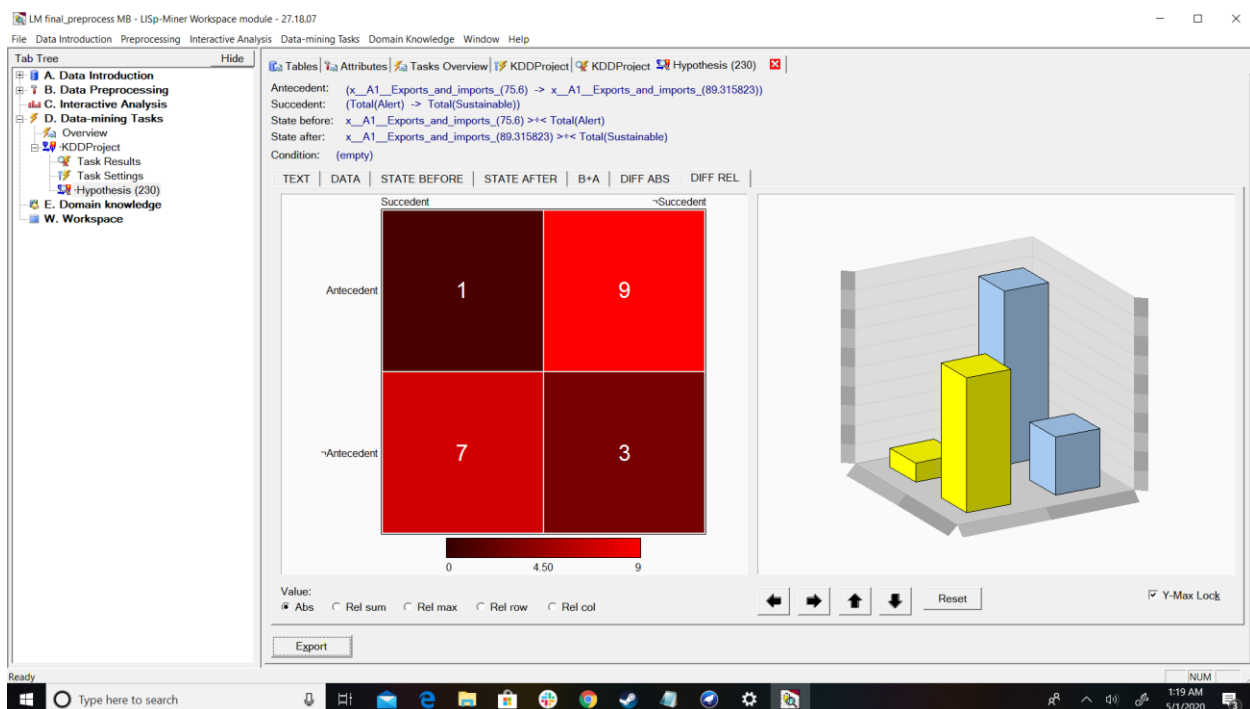 LM final_preprocess MB - LISp-Miner Workspace module - 27.18.07
File Data Introduction Preprocessing Interactive Analysis Data-mining Tasks Domain Knowledge Window Help
Tab Tree Hide
A. Data Introduction
B. Data Preprocessing
C. Interactive Analysis
D. Data-mining Tasks
Overview
·KDDProject
Task Results
Task Settings
·Hypothesis (230)
E. Domain knowledge
W. Workspace
Tables Attributes Tasks Overview KDDProject KDDProject Hypothesis (230)
Antecedent: (x__A1__Exports_and_imports_(75.6) -> x__A1__Exports_and_imports_(89.315823))
Succedent: (Total(Alert) -> Total(Sustainable))
State before: x__A1__Exports_and_imports_(75.6) >÷< Total(Alert)
State after: x__A1__Exports_and_imports_(89.315823) >÷< Total(Sustainable)
Condition: (empty)
TEXT DATA STATE BEFORE STATE AFTER B+A DIFF ABS DIFF REL
Succedent ¬Succedent
Antecedent 1 9
¬Antecedent 7 3
0 4.50 9
Value:
Abs Rel sum Rel max Rel row Rel col
Reset
Y-Max Lock
Export
Ready
NUM
Type here to search
1:19 AM
5/1/2020
3